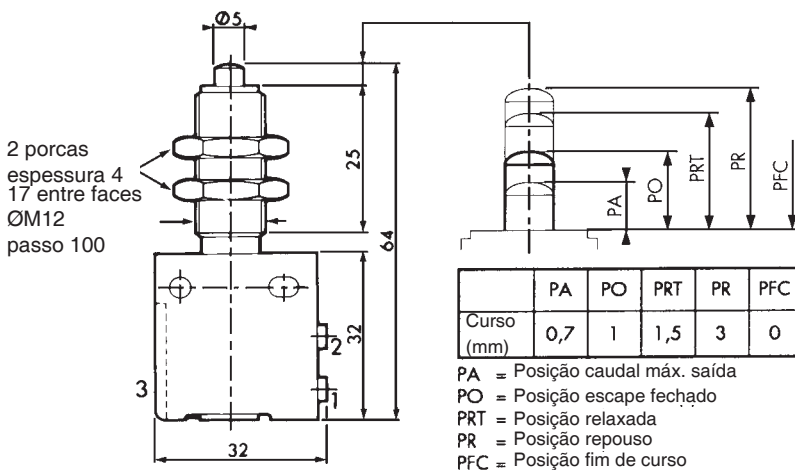 Ø5
2 porcas
espessura 4
17 entre faces
ØM12
passo 100
25
64
32
32
3
2
1
PA
PO
PRT
PR
PFC
PA PO PRT PR PFC
Curso
(mm) 0,7 1 1,5 3 0
PA = Posição caudal máx. saída
PO = Posição escape fechado
PRT = Posição relaxada
PR = Posição repouso
PFC = Posição fim de curso